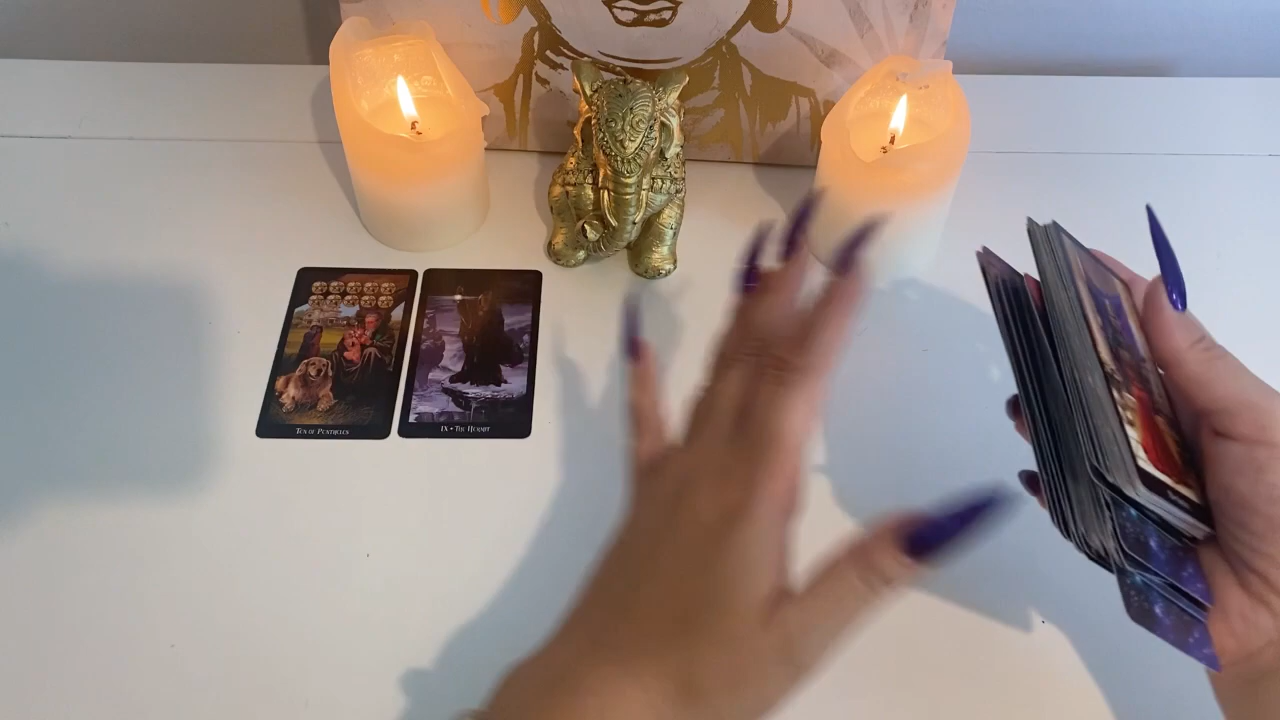 TEN OF PENTACLES
IX • THE HERMIT